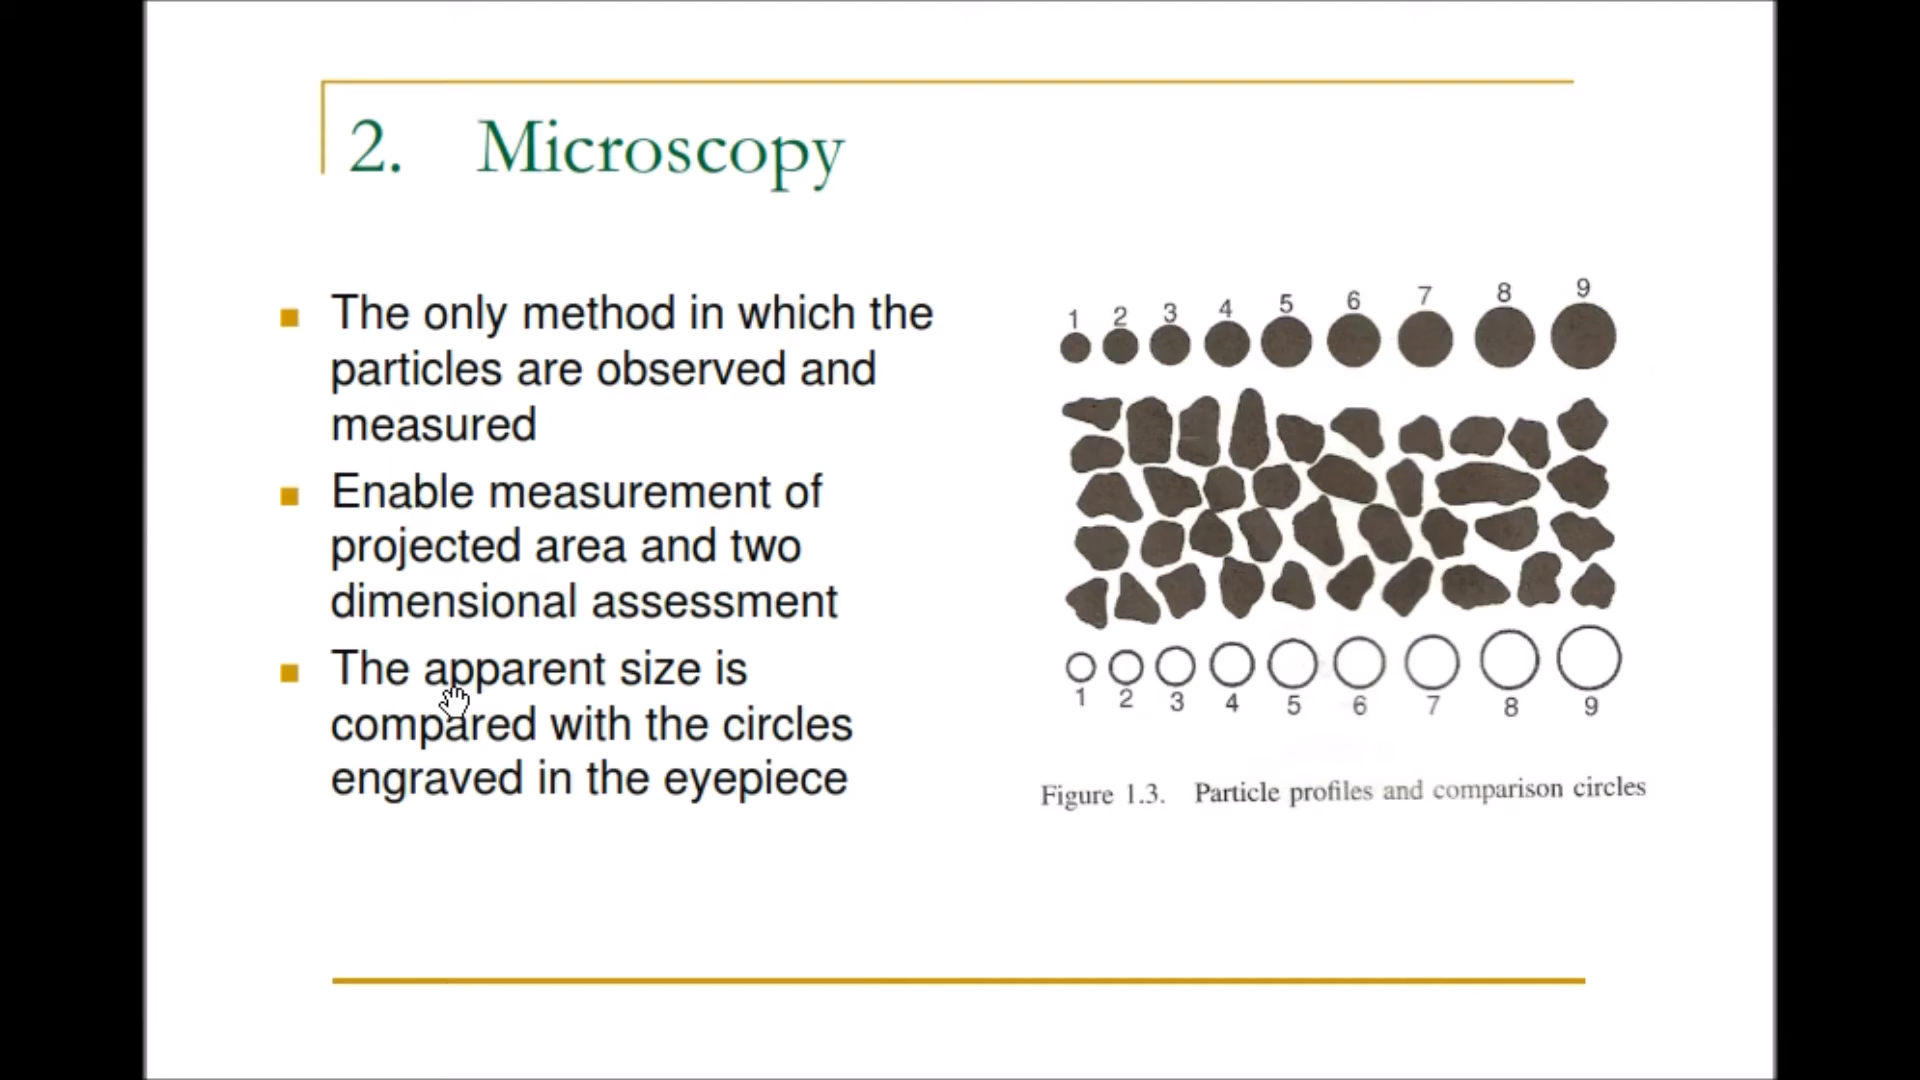 2. Microscopy
The only method in which the
particles are observed and
measured
Enable measurement of
projected area and two
dimensional assessment
The apparent size is
compared with the circles
engraved in the eyepiece
1 2 3 4 5 6 7 8 9
1 2 3 4 5 6 7 8 9
Figure 1.3. Particle profiles and comparison circles